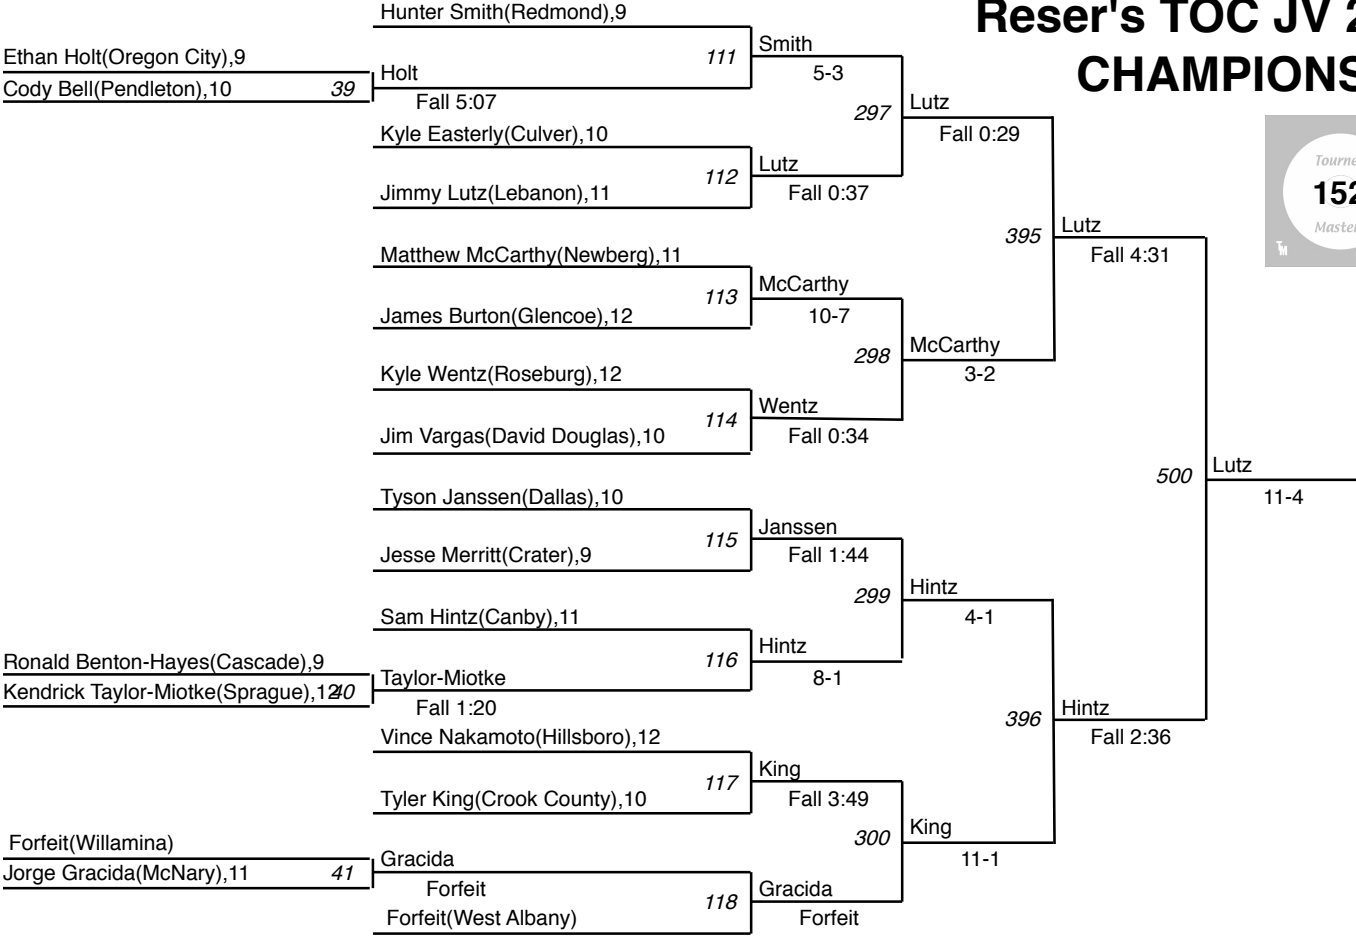 Reser's TOC JV 2
CHAMPIONS
Tourne
152
Master
TM
Hunter Smith(Redmond),9
Ethan Holt(Oregon City),9
Cody Bell(Pendleton),10 39
Holt
Fall 5:07
111
Smith
5-3
Kyle Easterly(Culver),10
Jimmy Lutz(Lebanon),11
112
Lutz
Fall 0:37
297
Lutz
Fall 0:29
Matthew McCarthy(Newberg),11
James Burton(Glencoe),12
113
McCarthy
10-7
Kyle Wentz(Roseburg),12
Jim Vargas(David Douglas),10
114
Wentz
Fall 0:34
298
McCarthy
3-2
395
Lutz
Fall 4:31
Tyson Janssen(Dallas),10
Jesse Merritt(Crater),9
115
Janssen
Fall 1:44
Sam Hintz(Canby),11
Ronald Benton-Hayes(Cascade),9
Kendrick Taylor-Miotke(Sprague),12 40
Taylor-Miotke
Fall 1:20
116
Hintz
8-1
299
Hintz
4-1
Vince Nakamoto(Hillsboro),12
Tyler King(Crook County),10
117
King
Fall 3:49
Forfeit(Willamina)
Jorge Gracida(McNary),11 41
Gracida
Forfeit
Forfeit(West Albany)
118
Gracida
Forfeit
300
King
11-1
396
Hintz
Fall 2:36
500
Lutz
11-4